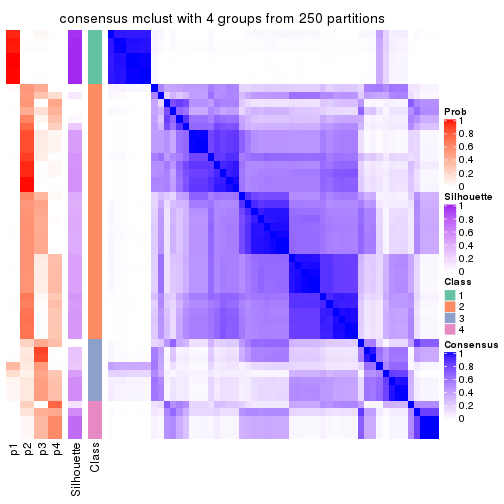 consensus mclust with 4 groups from 250 partitions
Prob
1
0.8
0.6
0.4
0.2
0
Silhouette
1
0.8
0.6
0.4
0.2
0
Class
1
2
3
4
Consensus
1
0.8
0.6
0.4
0.2
0
p1
p2
p3
p4
Silhouette
Class